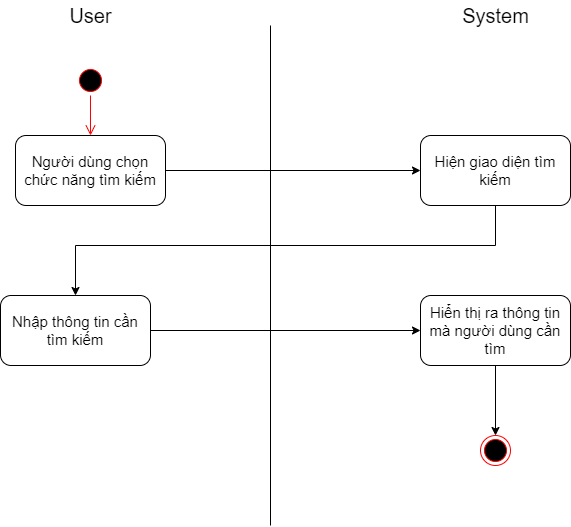 User
System
Người dùng chọn
chức năng tìm kiếm
Hiện giao diện tìm
kiếm
Nhập thông tin cần
tìm kiếm
Hiển thị ra thông tin
mà người dùng cần
tìm